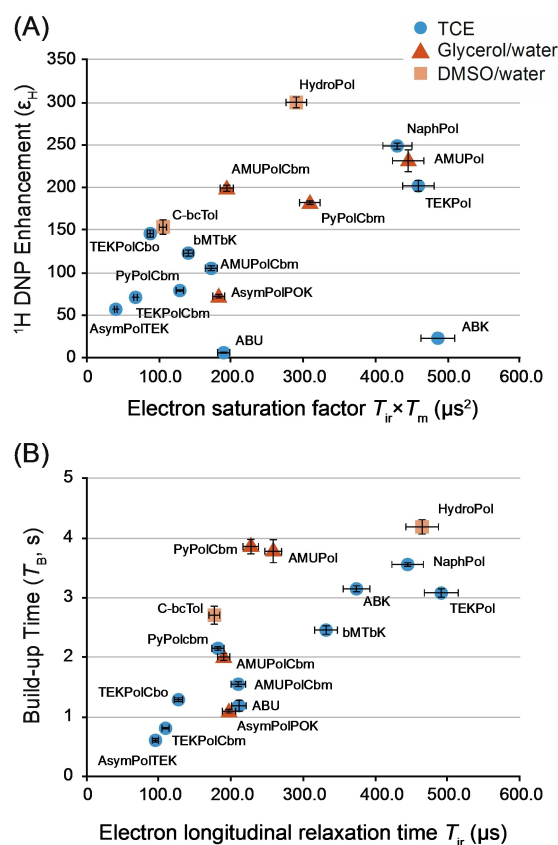 (A)
TCE
Glycerol/water
DMSO/water
¹H DNP Enhancement (εH)
350
300
250
200
150
100
50
0
HydroPol
NaphPol
AMUPolCbm
AMUPol
C-bcTol
PyPolCbm
TEKPol
TEKPolCbo
bMTbK
PyPolCbm
AMUPolCbm
TEKPolCbm
AsymPolPOK
AsymPolTEK
ABU
ABK
0 100.0 200.0 300.0 400.0 500.0 600.0
Electron saturation factor Tir×Tm (µs²)
(B)
Build-up Time (TB, s)
5
4
3
2
1
0
HydroPol
PyPolCbm
AMUPol
NaphPol
ABK
TEKPol
C-bcTol
bMTbK
PyPolcbm
AMUPolCbm
TEKPolCbo
AMUPolCbm
ABU
AsymPolPOK
TEKPolCbm
AsymPolTEK
0 100.0 200.0 300.0 400.0 500.0 600.0
Electron longitudinal relaxation time Tir (µs)